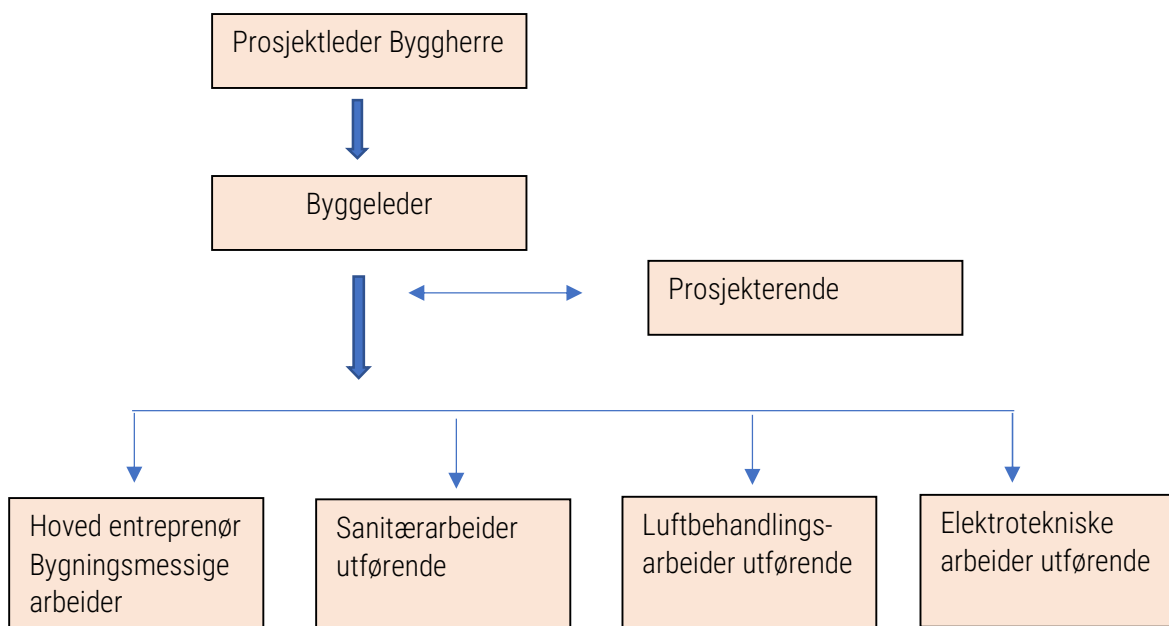 Prosjektleder Byggherre
Byggeleder
Prosjekterende
Hoved entreprenør
Bygningsmessige
arbeider
Sanitærarbeider
utførende
Luftbehandlings-
arbeider utførende
Elektrotekniske
arbeider utførende